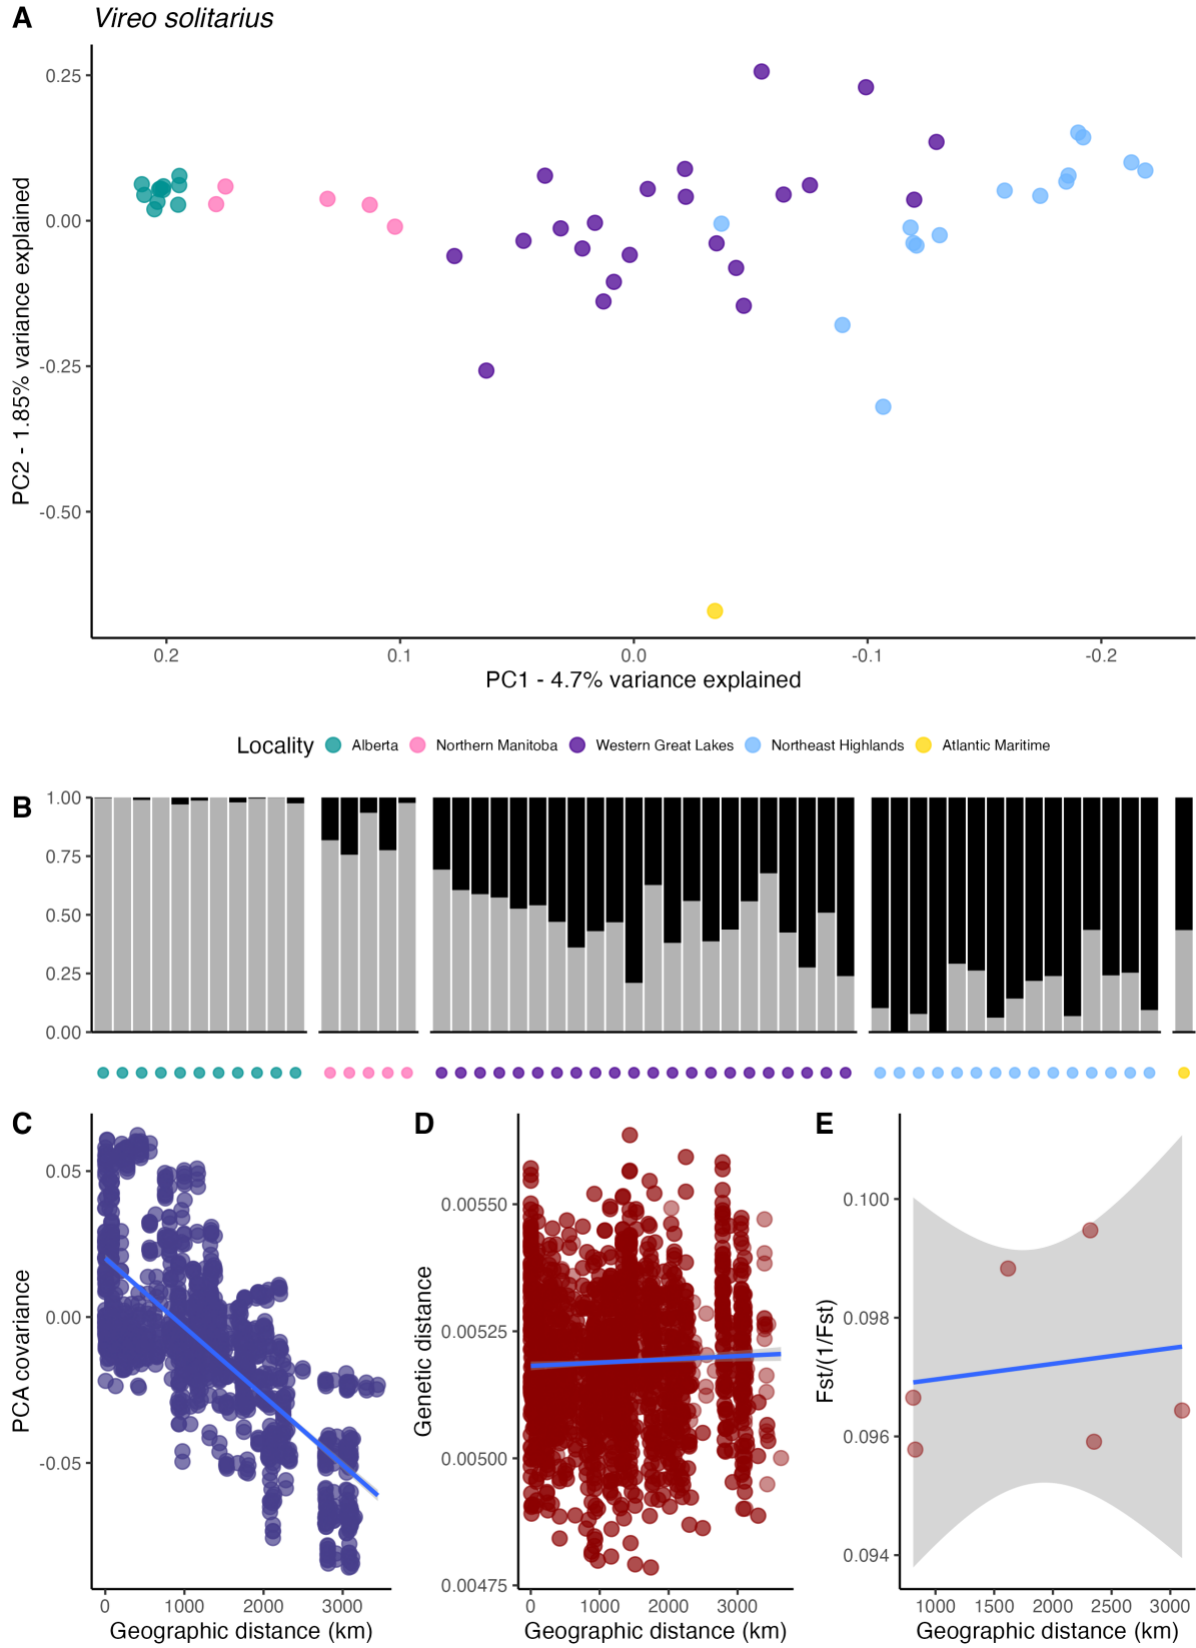 A
Vireo solitarius
PC2 - 1.85% variance explained
0.25
0.00
-0.25
-0.50
0.2 0.1 0.0 -0.1 -0.2
PC1 - 4.7% variance explained
Locality Alberta Northern Manitoba Western Great Lakes Northeast Highlands Atlantic Maritime
B
1.00
0.75
0.50
0.25
0.00
C
PCA covariance
0.05
0.00
-0.05
0 1000 2000 3000
Geographic distance (km)
D
Genetic distance
0.00550
0.00525
0.00500
0.00475
0 1000 2000 3000
Geographic distance (km)
E
Fst/(1/Fst)
0.100
0.098
0.096
0.094
1000 1500 2000 2500 3000
Geographic distance (km)